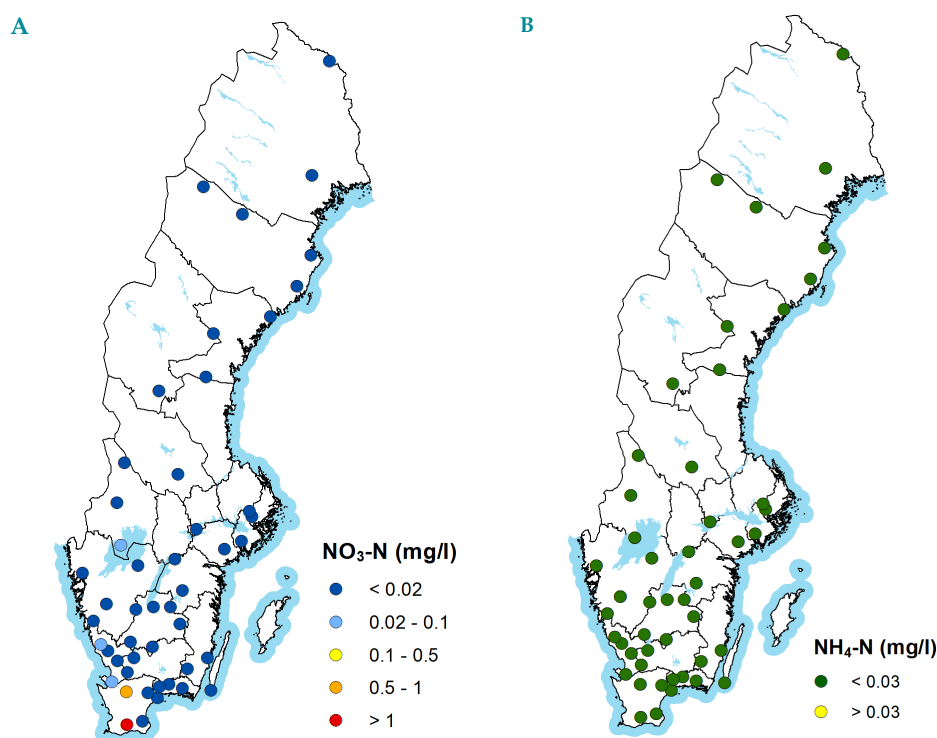 A
B
NO₃-N (mg/l)
< 0.02
0.02 - 0.1
0.1 - 0.5
0.5 - 1
> 1
NH₄-N (mg/l)
< 0.03
> 0.03